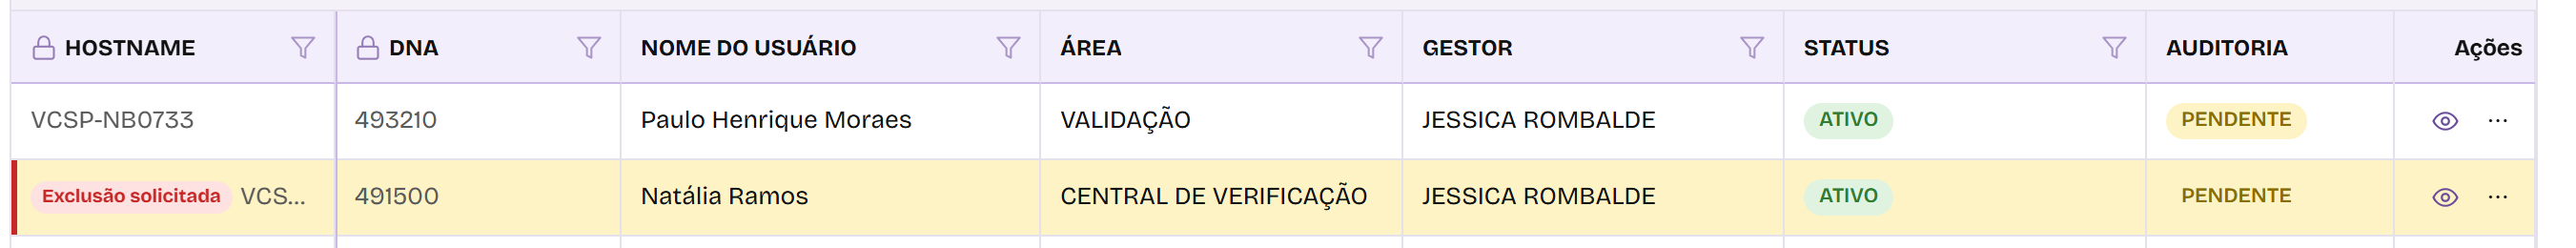 HOSTNAME DNA NOME DO USUÁRIO ÁREA GESTOR STATUS AUDITORIA Ações
VCSP-NB0733 493210 Paulo Henrique Moraes VALIDAÇÃO JESSICA ROMBALDE ATIVO PENDENTE ...
Exclusão solicitada VCS... 491500 Natália Ramos CENTRAL DE VERIFICAÇÃO JESSICA ROMBALDE ATIVO PENDENTE ...